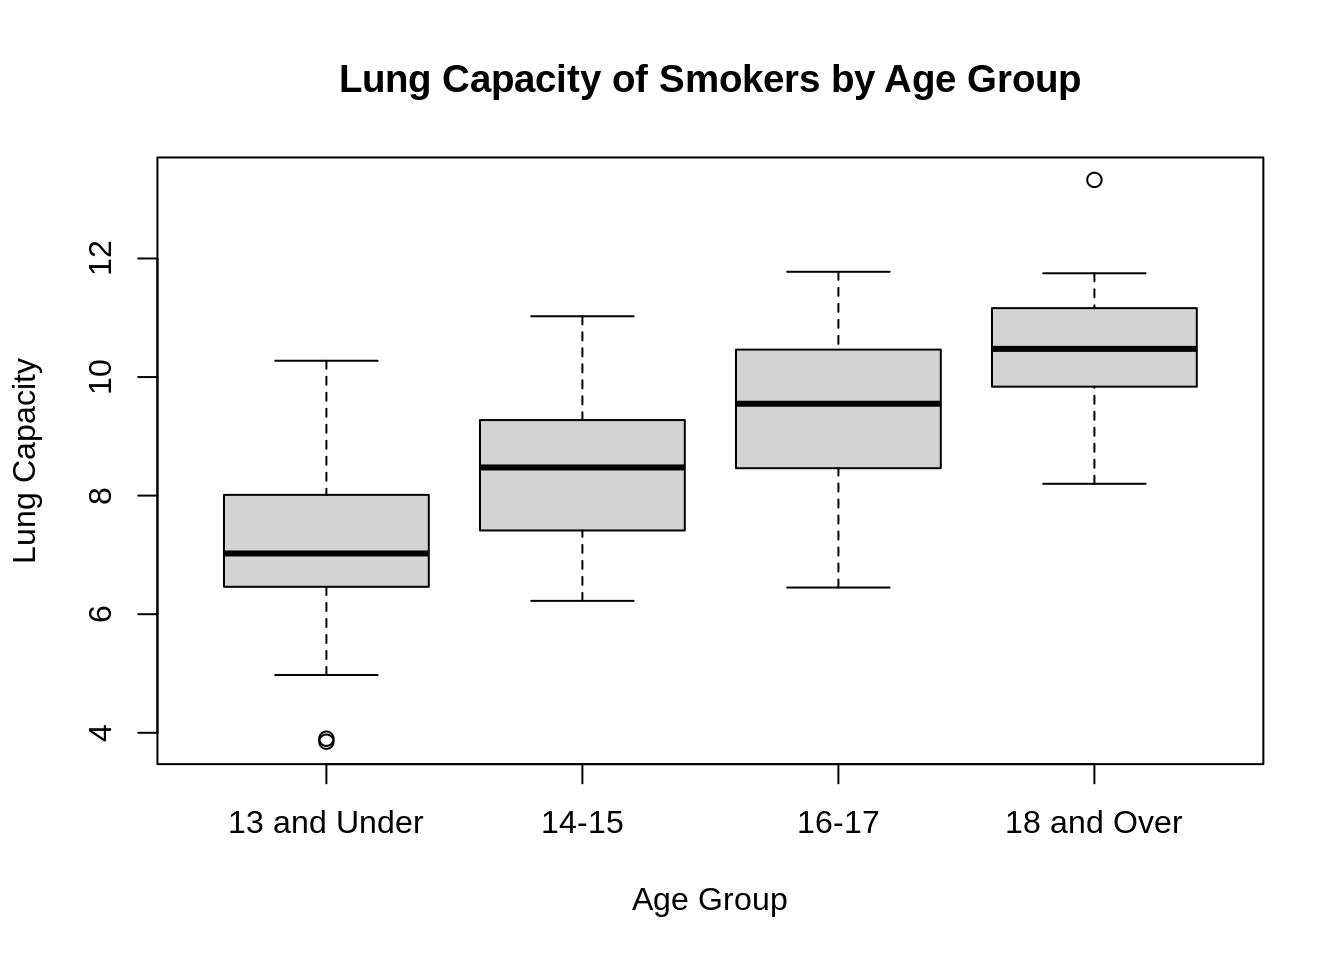 Lung Capacity of Smokers by Age Group
Lung Capacity
12
10
8
6
4
13 and Under
14-15
16-17
18 and Over
Age Group